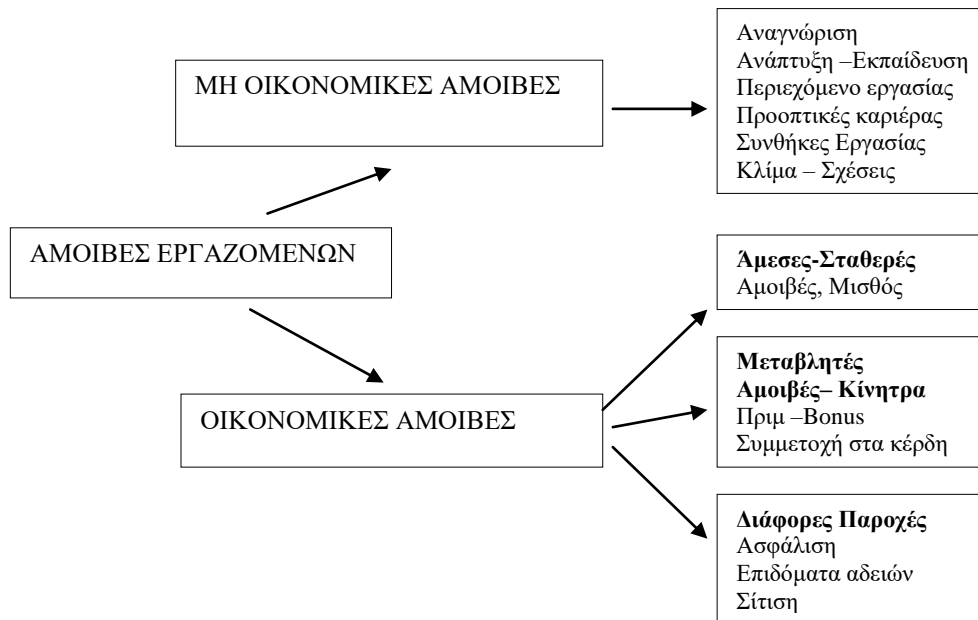 ΑΜΟΙΒΕΣ ΕΡΓΑΖΟΜΕΝΩΝ
ΜΗ ΟΙΚΟΝΟΜΙΚΕΣ ΑΜΟΙΒΕΣ
Αναγνώριση
Ανάπτυξη –Εκπαίδευση
Περιεχόμενο εργασίας
Προοπτικές καριέρας
Συνθήκες Εργασίας
Κλίμα – Σχέσεις
ΟΙΚΟΝΟΜΙΚΕΣ ΑΜΟΙΒΕΣ
Άμεσες-Σταθερές
Αμοιβές, Μισθός
Μεταβλητές
Αμοιβές– Κίνητρα
Πριμ –Bonus
Συμμετοχή στα κέρδη
Διάφορες Παροχές
Ασφάλιση
Επιδόματα αδειών
Σίτιση